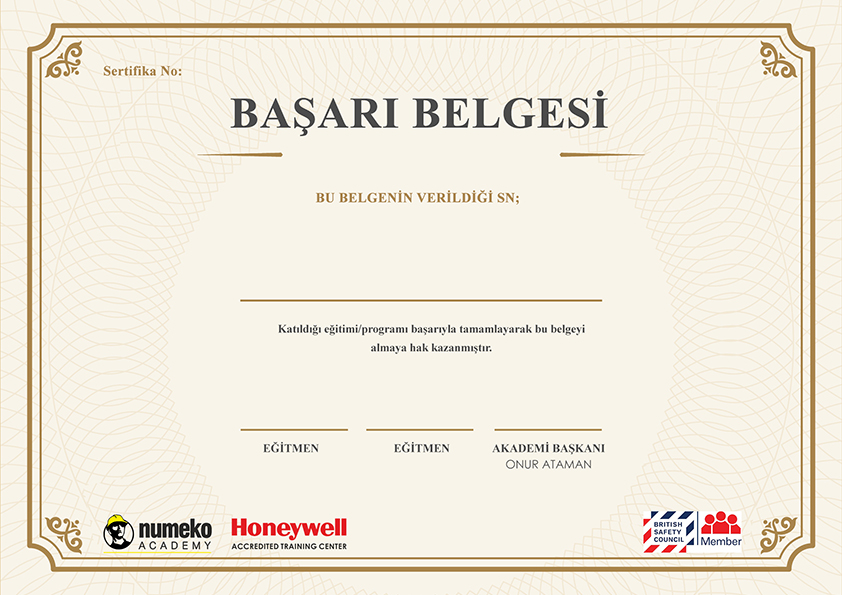 Sertifika No:
BAŞARI BELGESİ
BU BELGENİN VERİLDİĞİ SN;
Katıldığı eğitimi/programı başarıyla tamamlayarak bu belgeyi
almaya hak kazanmıştır.
EĞİTMEN
EĞİTMEN
AKADEMİ BAŞKANI
ONUR ATAMAN
numeko
ACADEMY
Honeywell
ACCREDITED TRAINING CENTER
BRITISH
SAFETY
COUNCIL
Member